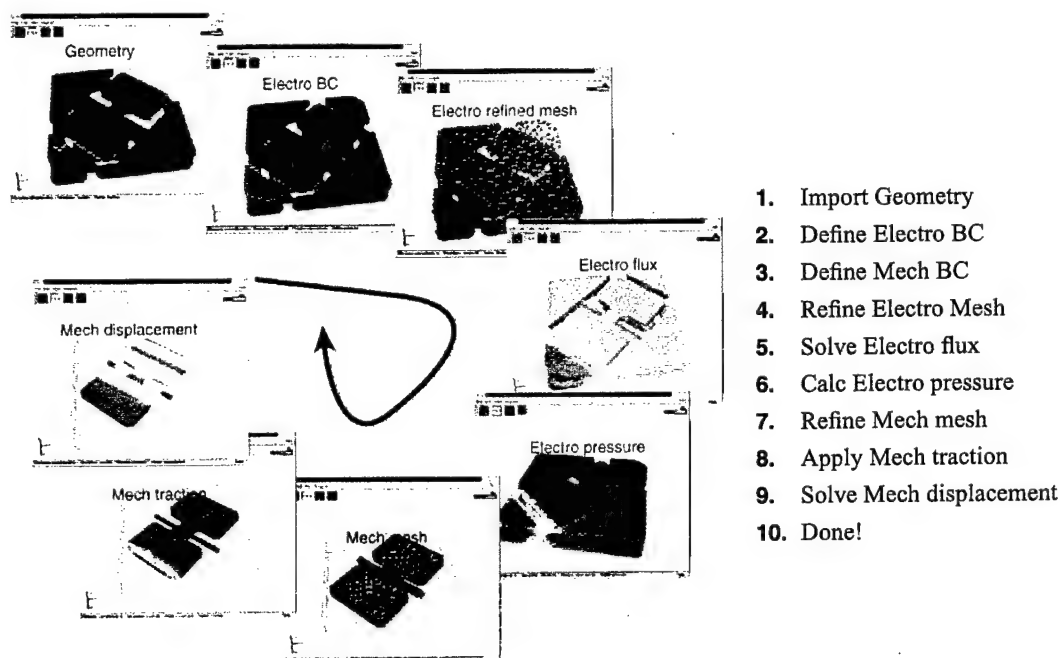 Geometry
Electro BC
Electro refined mesh
Electro flux
Mech displacement
Electro pressure
Mech traction
Mech mesh
1. Import Geometry
2. Define Electro BC
3. Define Mech BC
4. Refine Electro Mesh
5. Solve Electro flux
6. Calc Electro pressure
7. Refine Mech mesh
8. Apply Mech traction
9. Solve Mech displacement
10. Done!